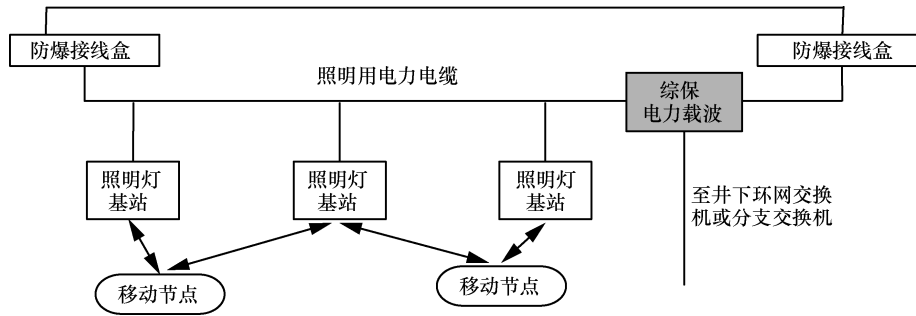 防爆接线盒
防爆接线盒
照明用电力电缆
综保
电力载波
照明灯
基站
照明灯
基站
照明灯
基站
至井下环网交换
机或分支交换机
移动节点
移动节点